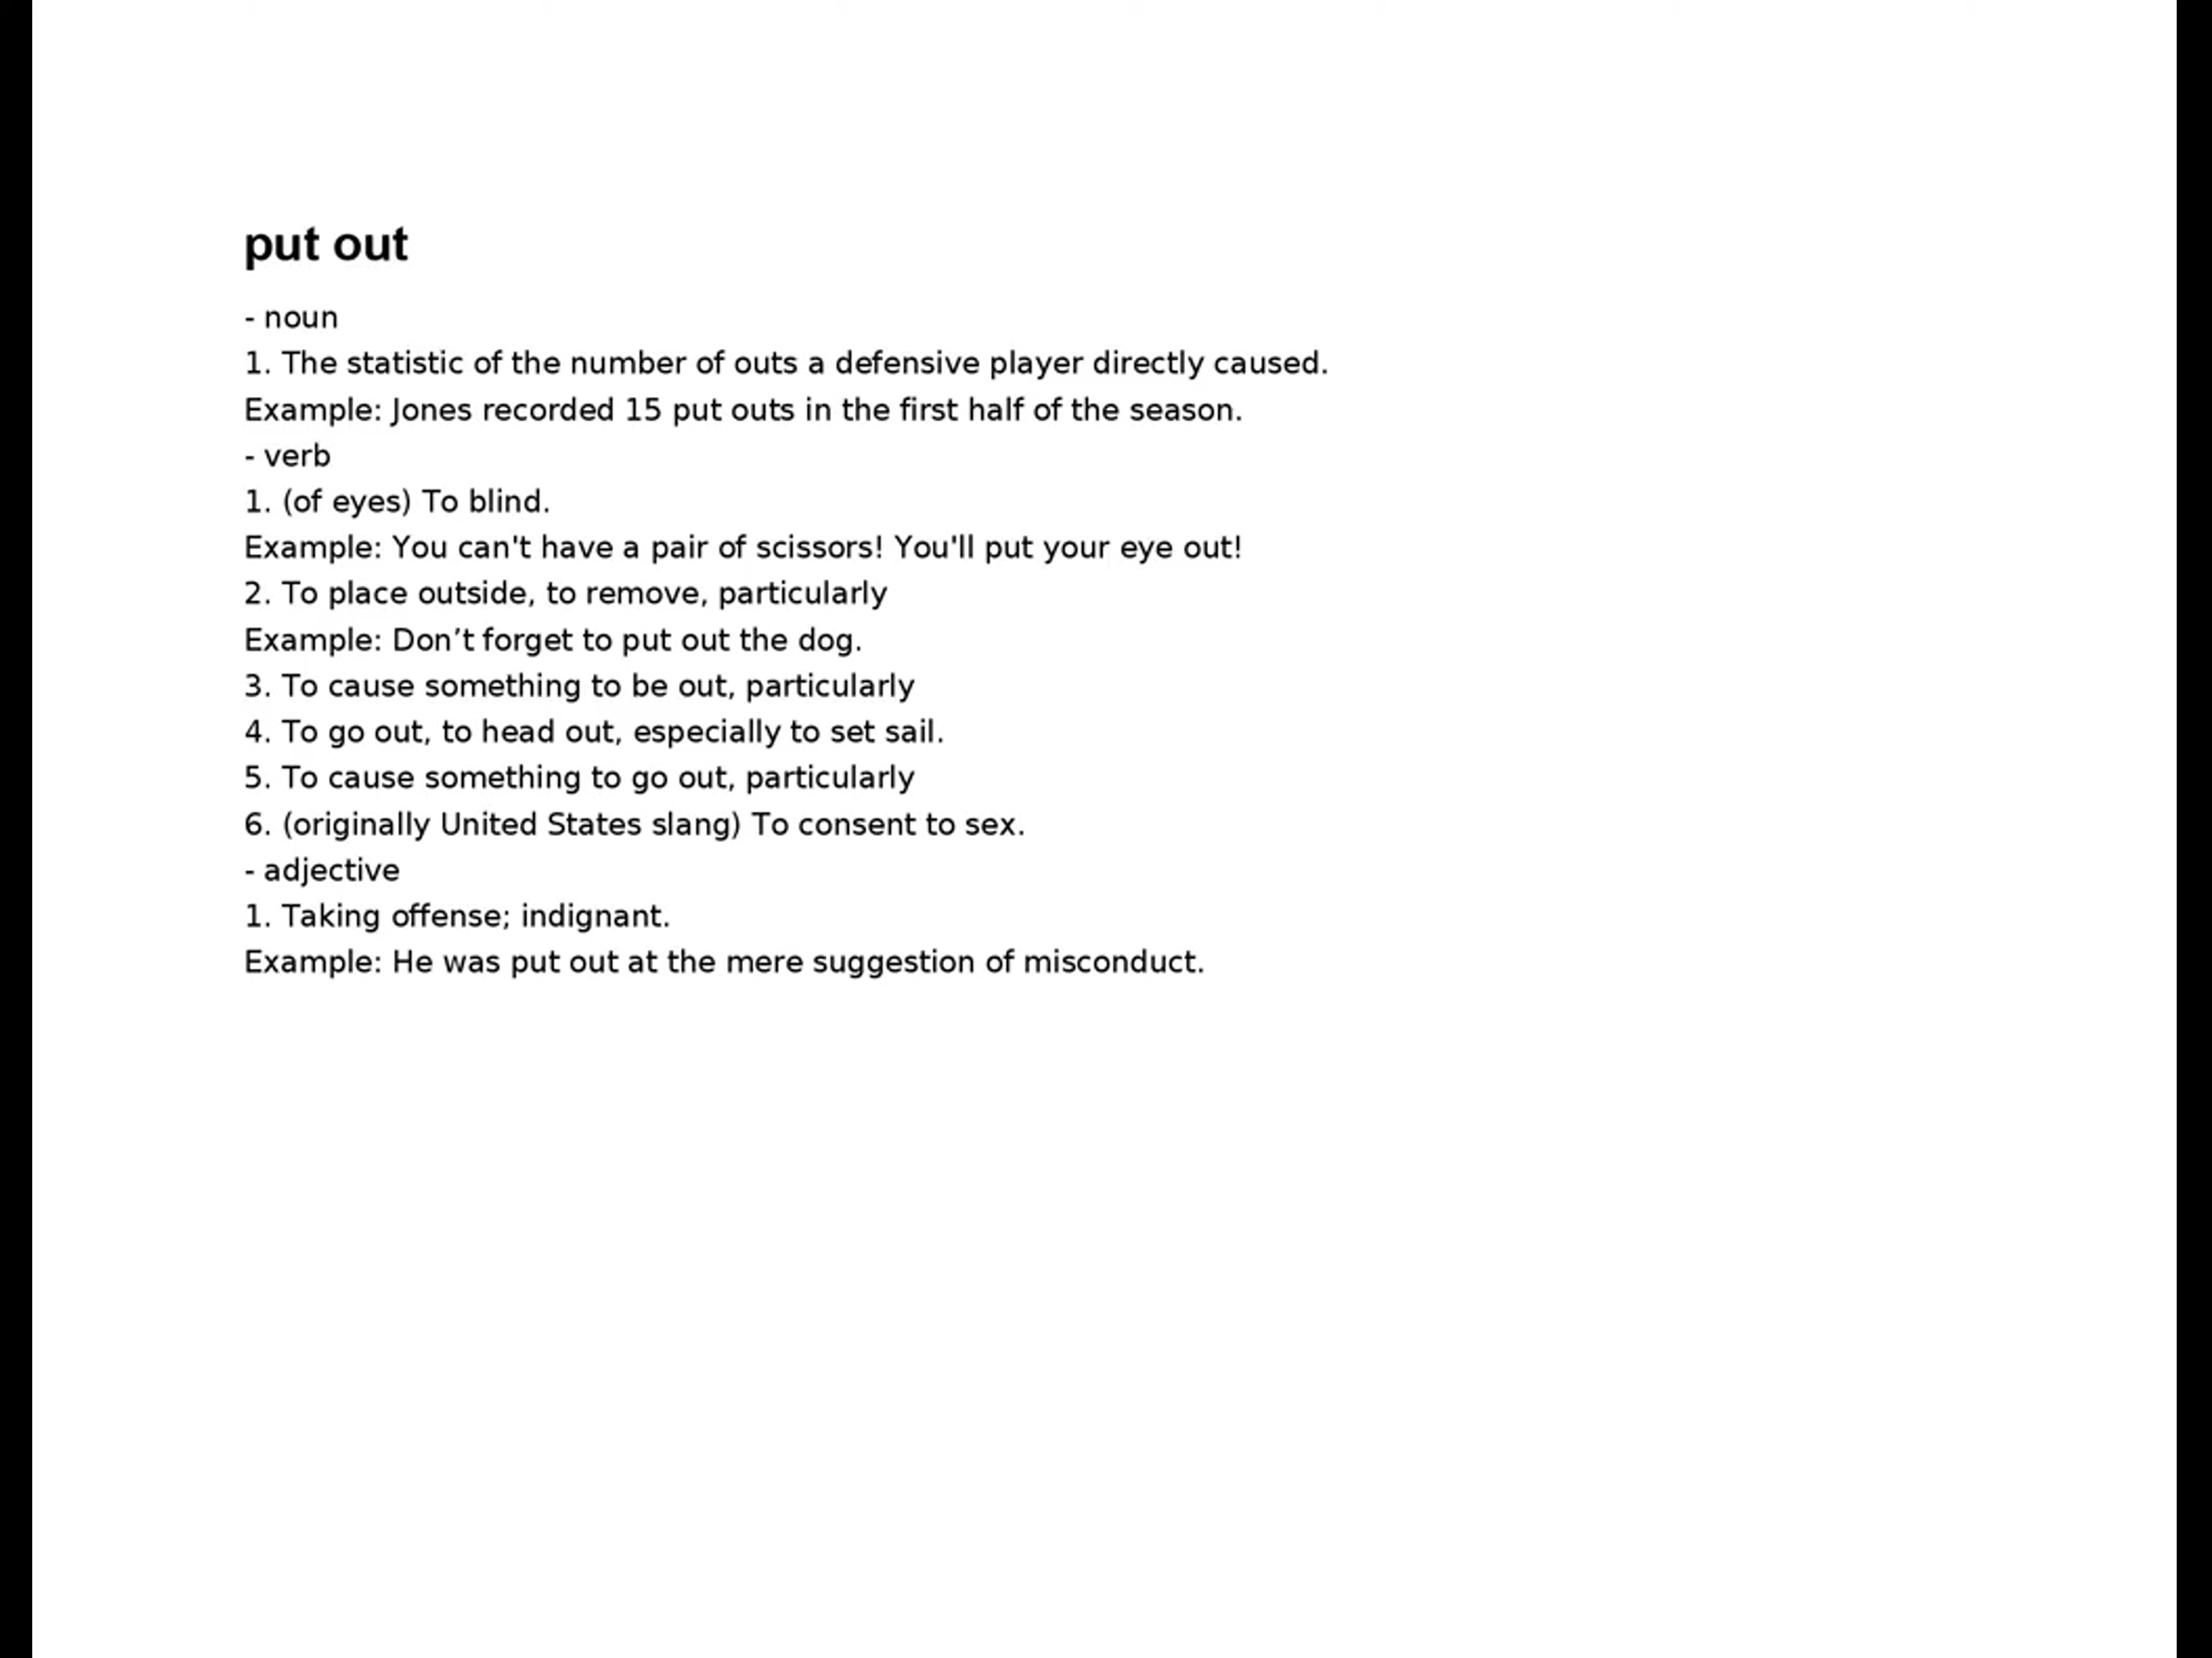 put out
- noun
1. The statistic of the number of outs a defensive player directly caused.
Example: Jones recorded 15 put outs in the first half of the season.
- verb
1. (of eyes) To blind.
Example: You can't have a pair of scissors! You'll put your eye out!
2. To place outside, to remove, particularly
Example: Don’t forget to put out the dog.
3. To cause something to be out, particularly
4. To go out, to head out, especially to set sail.
5. To cause something to go out, particularly
6. (originally United States slang) To consent to sex.
- adjective
1. Taking offense; indignant.
Example: He was put out at the mere suggestion of misconduct.